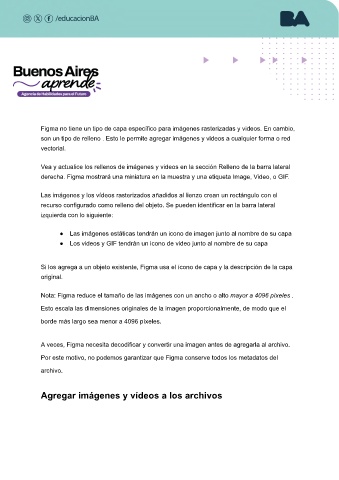 /educacionBA
BA
Buenos Aires
aprende
Agencia de Habilidades para el Futuro
Figma no tiene un tipo de capa específico para imágenes rasterizadas y videos. En cambio,
son un tipo de relleno . Esto le permite agregar imágenes y videos a cualquier forma o red
vectorial.
Vea y actualice los rellenos de imágenes y videos en la sección Relleno de la barra lateral
derecha. Figma mostrará una miniatura en la muestra y una etiqueta Image, Video, o GIF.
Las imágenes y los vídeos rasterizados añadidos al lienzo crean un rectángulo con el
recurso configurado como relleno del objeto. Se pueden identificar en la barra lateral
izquierda con lo siguiente:
● Las imágenes estáticas tendrán un icono de imagen junto al nombre de su capa
● Los videos y GIF tendrán un icono de video junto al nombre de su capa
Si los agrega a un objeto existente, Figma usa el icono de capa y la descripción de la capa
original.
Nota: Figma reduce el tamaño de las imágenes con un ancho o alto mayor a 4096 píxeles .
Esto escala las dimensiones originales de la imagen proporcionalmente, de modo que el
borde más largo sea menor a 4096 píxeles.
A veces, Figma necesita decodificar y convertir una imagen antes de agregarla al archivo.
Por este motivo, no podemos garantizar que Figma conserve todos los metadatos del
archivo.
Agregar imágenes y vídeos a los archivos